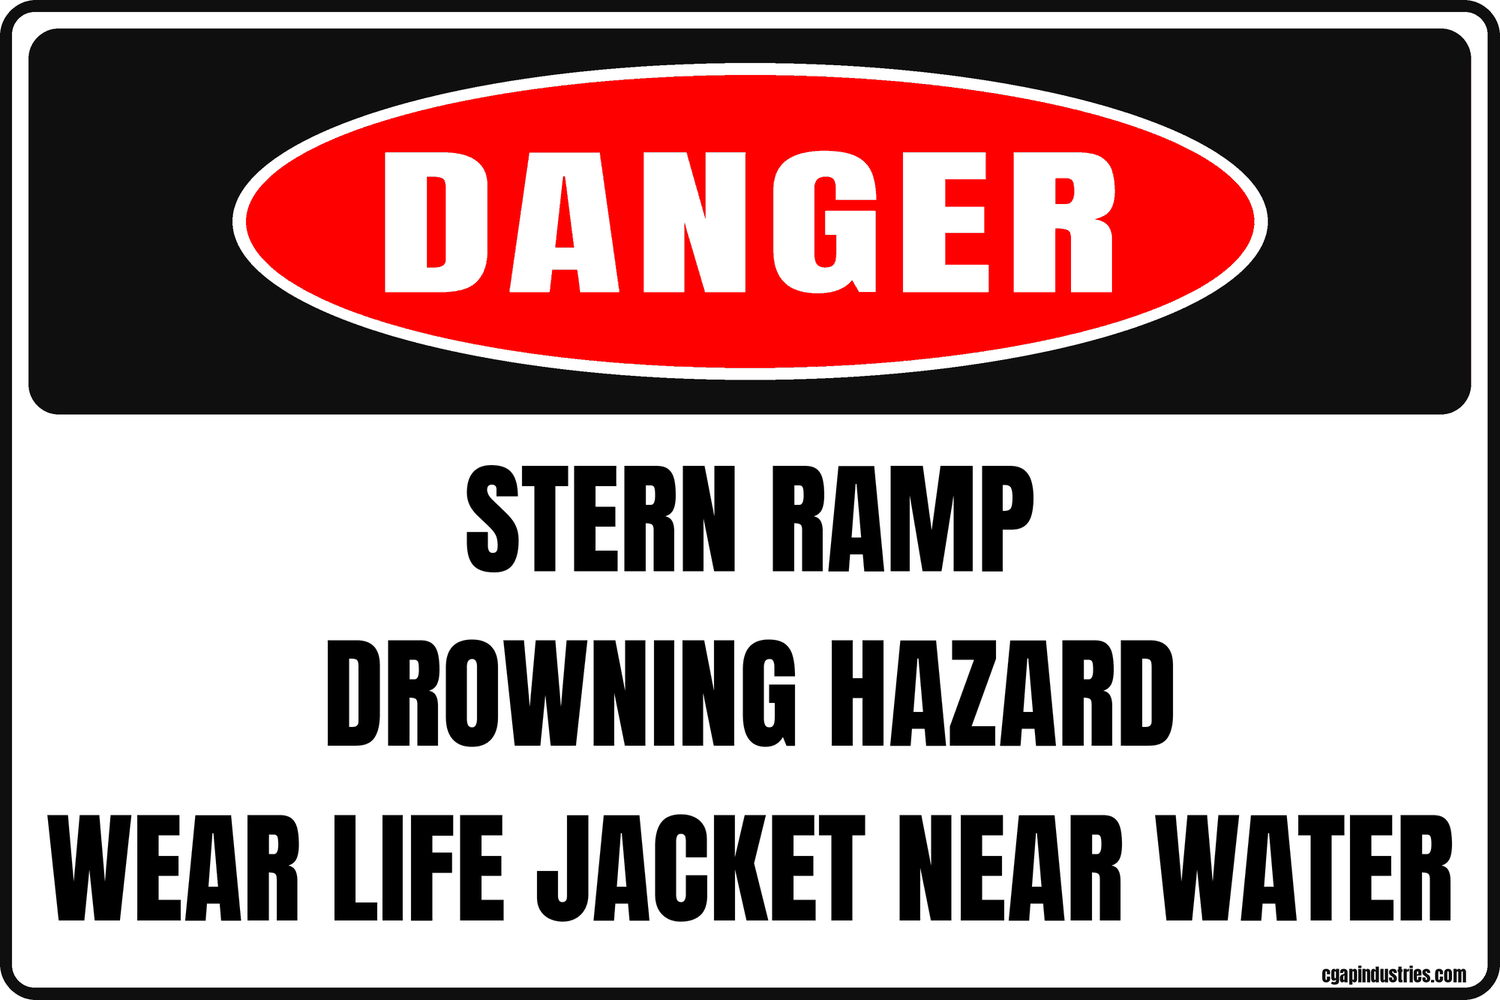 DANGER
STERN RAMP
DROWNING HAZARD
WEAR LIFE JACKET NEAR WATER
cgapindustries.com